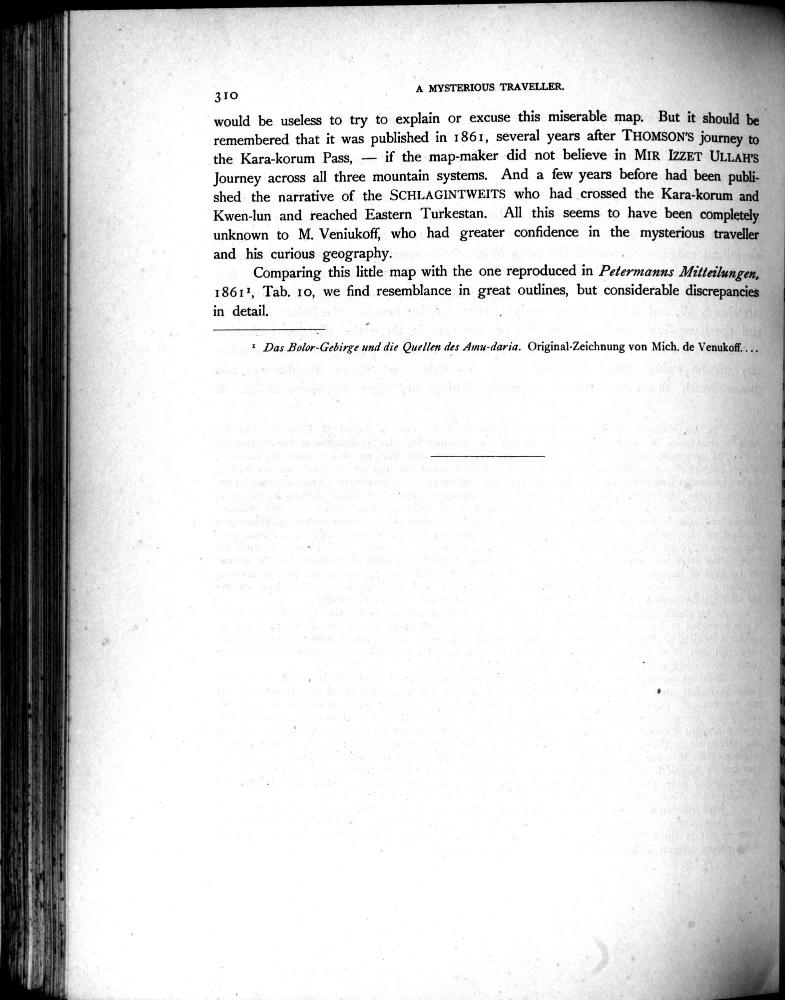 310
A MYSTERIOUS TRAVELLER.
would be useless to try to explain or excuse this miserable map. But it should be
remembered that it was published in 1861, several years after THOMSON'S journey to
the Kara-korum Pass, — if the map-maker did not believe in MIR IZZET ULLAH'S
Journey across all three mountain systems. And a few years before had been publi-
shed the narrative of the SCHLAGINTWEITS who had crossed the Kara-korum and
Kwen-lun and reached Eastern Turkestan. All this seems to have been completely
unknown to M. Veniukoff, who had greater confidence in the mysterious traveller
and his curious geography.
Comparing this little map with the one reproduced in Petermanns Mitteilungen,
1861¹, Tab. 10, we find resemblance in great outlines, but considerable discrepancies
in detail.
¹ Das Bolor-Gebirge und die Quellen des Amu-daria. Original-Zeichnung von Mich. de Venukoff....